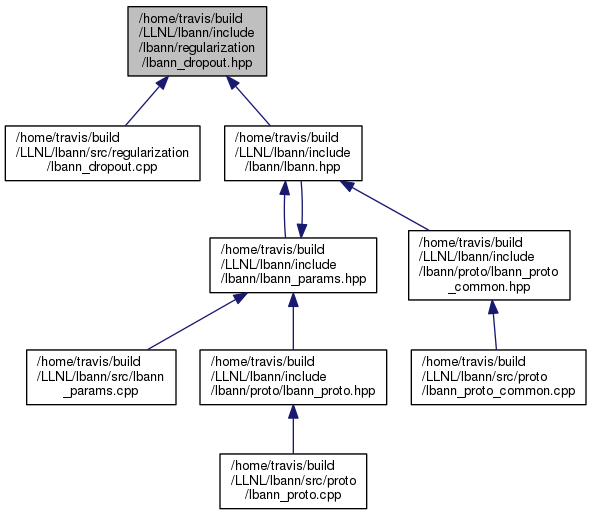 /home/travis/build
/LLNL/lbann/include
/lbann/regularization
/lbann_dropout.hpp
/home/travis/build
/LLNL/lbann/src/regularization
/lbann_dropout.cpp
/home/travis/build
/LLNL/lbann/include
/lbann/lbann.hpp
/home/travis/build
/LLNL/lbann/include
/lbann/lbann_params.hpp
/home/travis/build
/LLNL/lbann/include
/lbann/proto/lbann_proto
_common.hpp
/home/travis/build
/LLNL/lbann/src/lbann
_params.cpp
/home/travis/build
/LLNL/lbann/include
/lbann/proto/lbann_proto.hpp
/home/travis/build
/LLNL/lbann/src/proto
/lbann_proto_common.cpp
/home/travis/build
/LLNL/lbann/src/proto
/lbann_proto.cpp